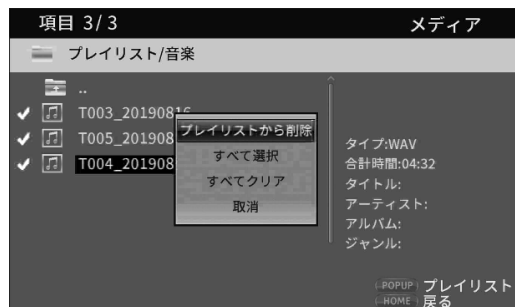 項目 3/3
メディア
プレイリスト/音楽
..
T003_20190816
T005_201908
T004_201908
プレイリストから削除
すべて選択
すべてクリア
取消
タイプ:WAV
合計時間:04:32
タイトル:
アーティスト:
アルバム:
ジャンル:
POPUP プレイリスト
HOME 戻る